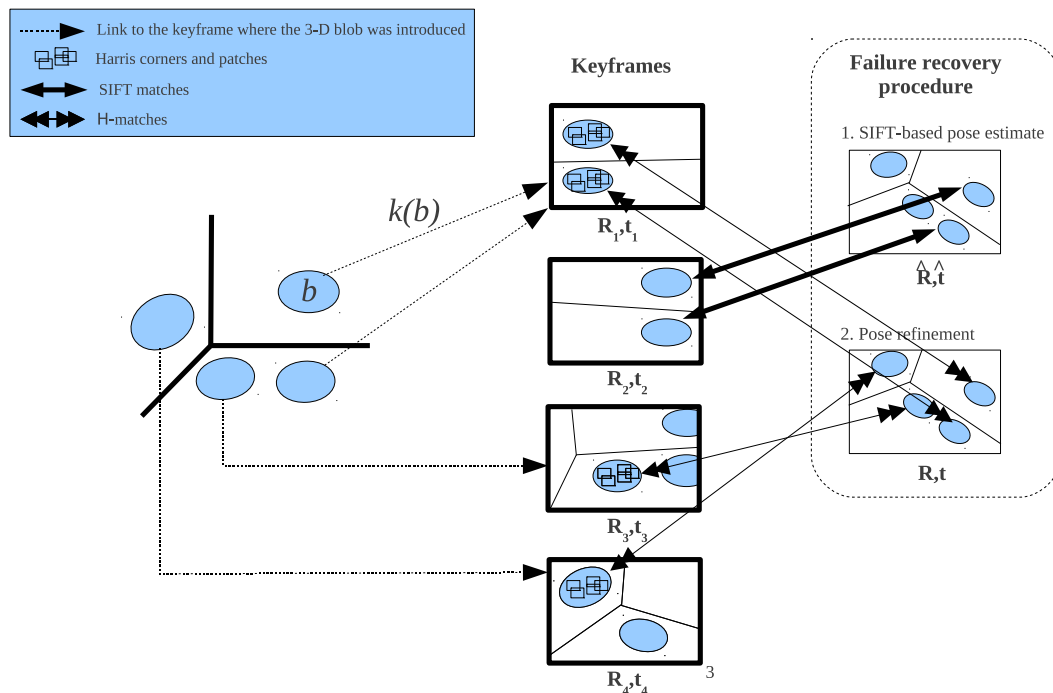 Link to the keyframe where the 3-D blob was introduced
Harris corners and patches
SIFT matches
H-matches
Keyframes
Failure recovery
procedure
1. SIFT-based pose estimate
k(b)
b
R₁,t₁
R̂,t̂
R₂,t₂
2. Pose refinement
R₃,t₃
R,t
R₄,t₄
3